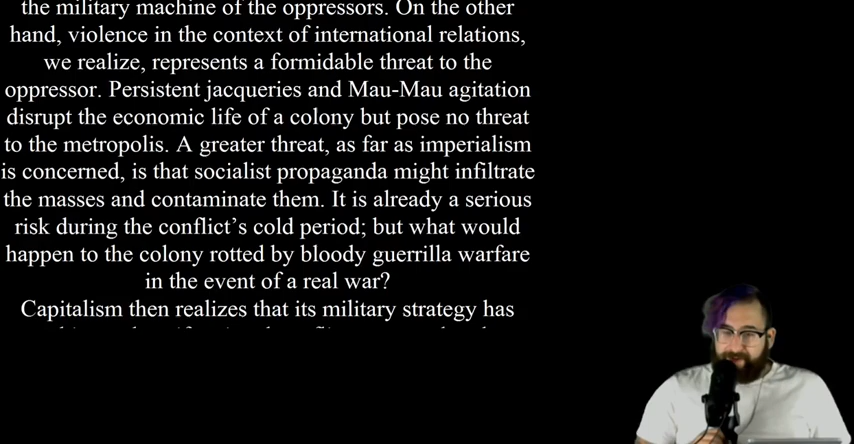 the military machine of the oppressors. On the other
hand, violence in the context of international relations,
we realize, represents a formidable threat to the
oppressor. Persistent jacqueries and Mau-Mau agitation
disrupt the economic life of a colony but pose no threat
to the metropolis. A greater threat, as far as imperialism
is concerned, is that socialist propaganda might infiltrate
the masses and contaminate them. It is already a serious
risk during the conflict’s cold period; but what would
happen to the colony rotted by bloody guerrilla warfare
in the event of a real war?
Capitalism then realizes that its military strategy has